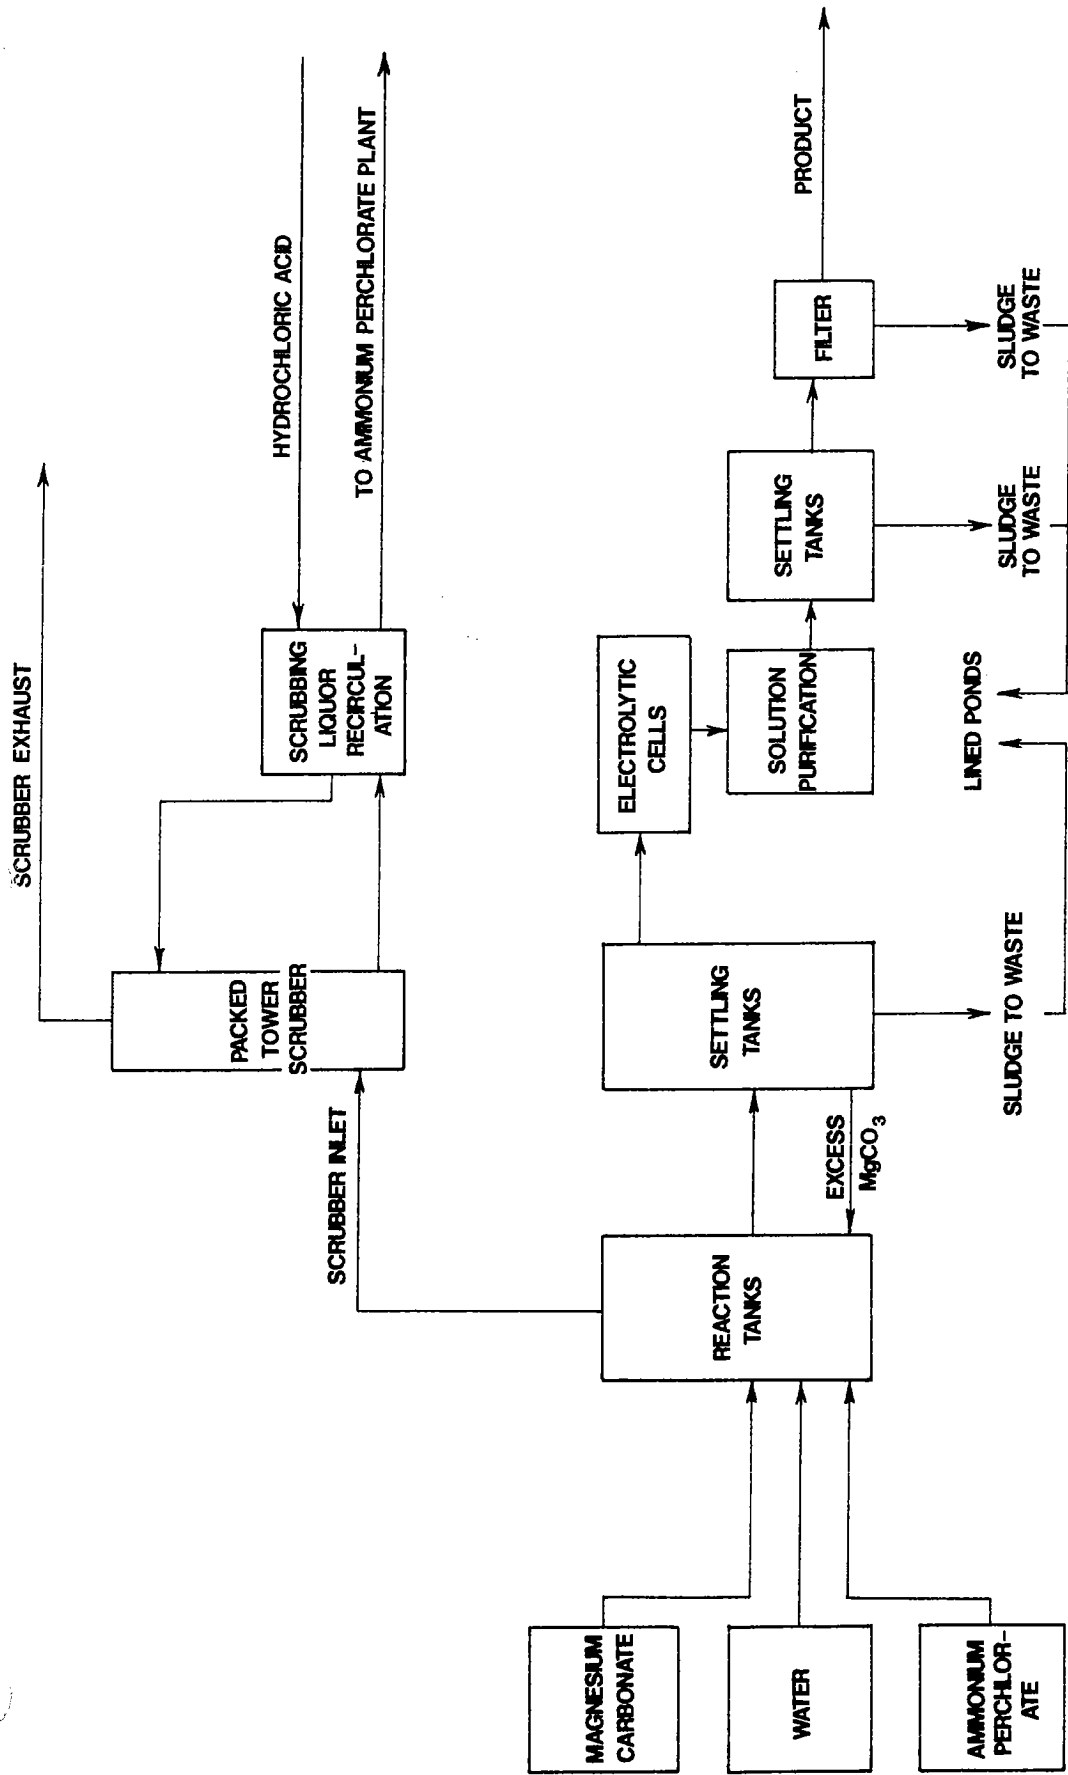 SCRUBBER EXHAUST
HYDROCHLORIC ACID
TO AMMONIUM PERCHLORATE PLANT
SCRUBBING
LIQUOR
RECIRCUL-
ATION
PACKED
TOWER
SCRUBBER
SCRUBBER INLET
MAGNESIUM
CARBONATE
WATER
AMMONIUM
PERCHLOR-
ATE
REACTION
TANKS
EXCESS
MgCO3
SETTLING
TANKS
ELECTROLYTIC
CELLS
SOLUTION
PURIFICATION
SETTLING
TANKS
FILTER
PRODUCT
SLUDGE TO WASTE
LINED PONDS
SLUDGE
TO WASTE
SLUDGE
TO WASTE